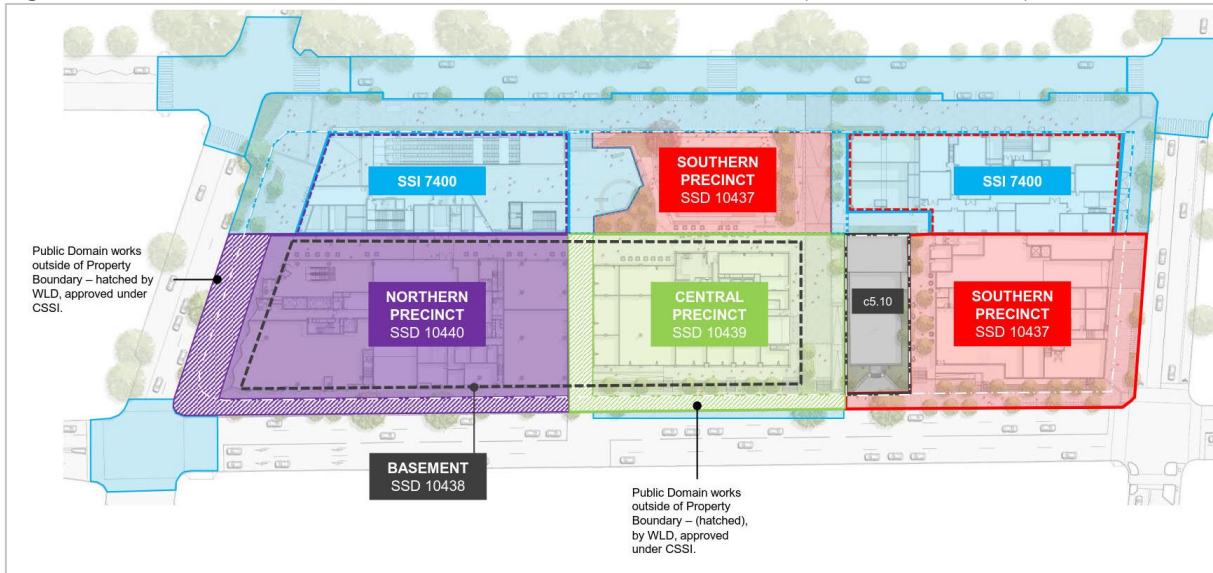 SSI 7400
SOUTHERN
PRECINCT
SSD 10437
SSI 7400
Public Domain works
outside of Property
Boundary – hatched by
WLD, approved under
CSSI.
NORTHERN
PRECINCT
SSD 10440
CENTRAL
PRECINCT
SSD 10439
c5.10
SOUTHERN
PRECINCT
SSD 10437
BASEMENT
SSD 10438
Public Domain works
outside of Property
Boundary – (hatched),
by WLD, approved
under CSSI.